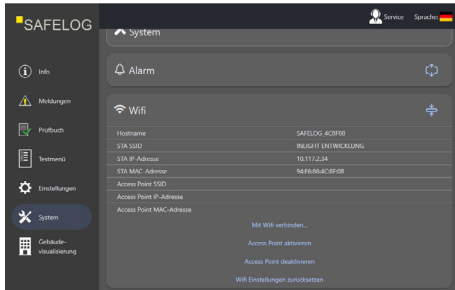 SAFELOG
Service
Sprache:
System
Info
Alarm
Meldungen
Wifi
Prüfbuch
Hostname SAFELOG_4C8F08
STA SSID INLIGHT ENTWICKLUNG
STA IP-Adresse 10.117.2.34
Testmenü
STA MAC-Adresse 94:E6:86:4C:8F:08
Access Point SSID
Einstellungen
Access Point IP-Adresse
Access Point MAC-Adresse
System
Mit Wifi verbinden...
Access Point aktivieren
Gebäude-
visualisierung
Access Point deaktivieren
Wifi Einstellungen zurücksetzen